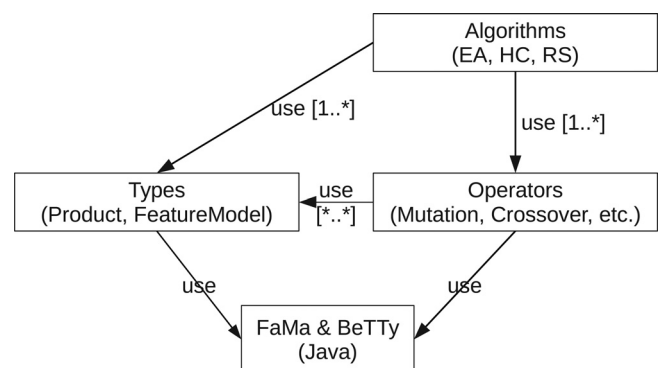 Algorithms
(EA, HC, RS)
use [1..*]
use [1..*]
Types
(Product, FeatureModel)
use
[*..*]
Operators
(Mutation, Crossover, etc.)
use
use
FaMa & BeTTy
(Java)